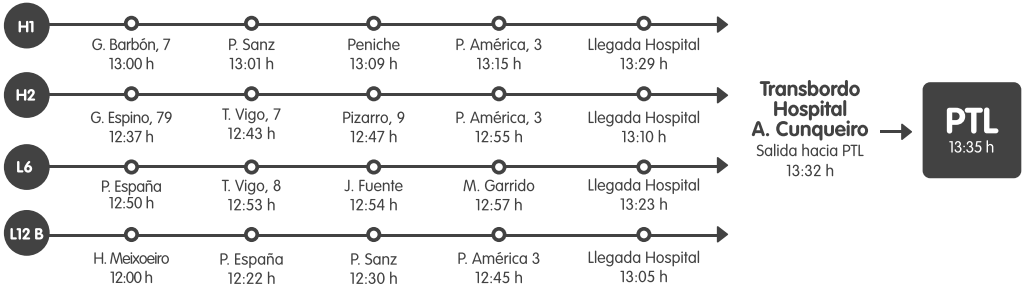 H1
G. Barbón, 7
13:00 h
P. Sanz
13:01 h
Peniche
13:09 h
P. América, 3
13:15 h
Llegada Hospital
13:29 h
H2
G. Espino, 79
12:37 h
T. Vigo, 7
12:43 h
Pizarro, 9
12:47 h
P. América, 3
12:55 h
Llegada Hospital
13:10 h
L6
P. España
12:50 h
T. Vigo, 8
12:53 h
J. Fuente
12:54 h
M. Garrido
12:57 h
Llegada Hospital
13:23 h
L12 B
H. Meixoeiro
12:00 h
P. España
12:22 h
P. Sanz
12:30 h
P. América 3
12:45 h
Llegada Hospital
13:05 h
Transbordo
Hospital
A. Cunqueiro
Salida hacia PTL
13:32 h
PTL
13:35 h